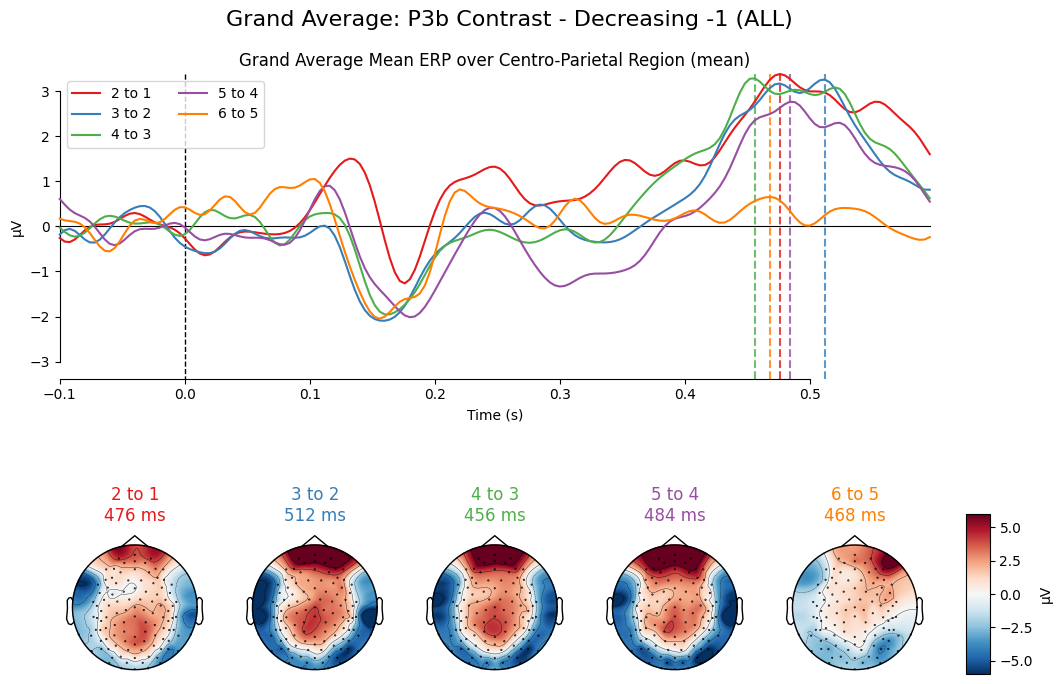 Grand Average: P3b Contrast - Decreasing -1 (ALL)
Grand Average Mean ERP over Centro-Parietal Region (mean)
2 to 1
3 to 2
4 to 3
5 to 4
6 to 5
3
2
1
0
−1
−2
−3
µV
−0.1
0.0
0.1
0.2
0.3
0.4
0.5
Time (s)
2 to 1
476 ms
3 to 2
512 ms
4 to 3
456 ms
5 to 4
484 ms
6 to 5
468 ms
5.0
2.5
0.0
−2.5
−5.0
µV